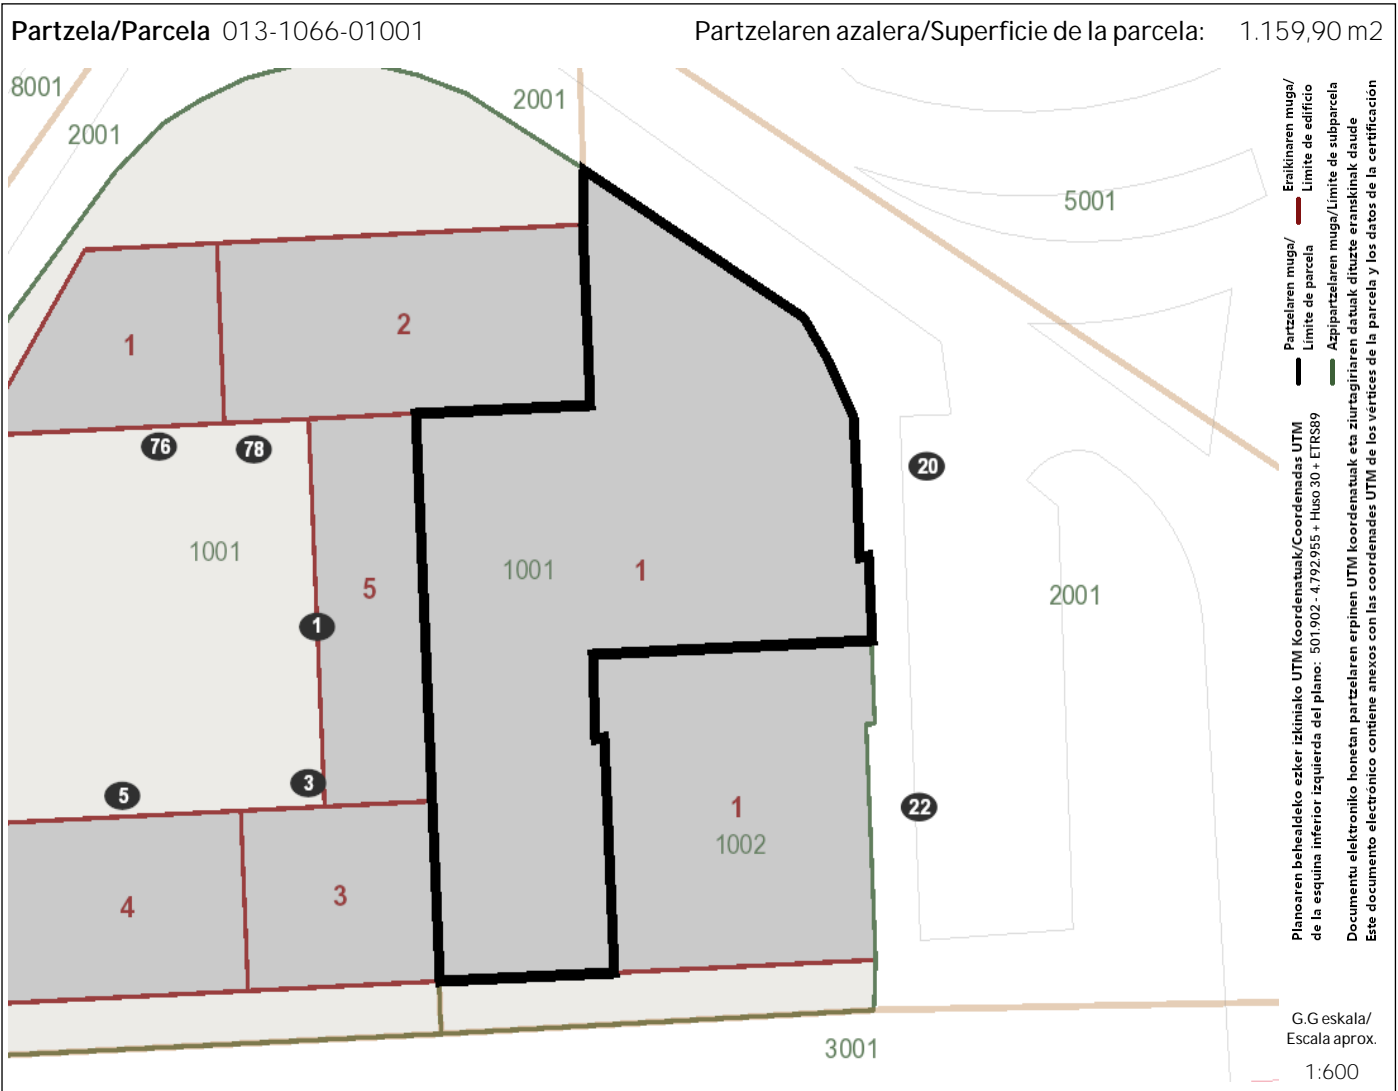 Partzela/Parcela 013-1066-01001
Partzelaren azalera/Superficie de la parcela: 1.159,90 m2
8001
2001
2001
5001
1
2
76
78
20
1001
5
1001
1
2001
1
3
5
22
1
1002
4
3
3001
Partzelaren muga/
Límite de parcela
Eraikinaren muga/
Límite de edificio
Azpipartzelaren muga/Límite de subparcela
Planoaren behealdeko ezker izkiniako UTM Koordenatuak/Coordenadas UTM
de la esquina inferior izquierda del plano: 501.902 - 4.792.955 + Huso 30 + ETRS89
Documentu elektroniko honetan partzelaren erpinen UTM koordenatuak eta ziurtagiriaren datuak dituzte eranskinak daude
Este documento electrónico contiene anexos con las coordenades UTM de los vértices de la parcela y los datos de la certificación
G.G eskala/
Escala aprox.
1:600